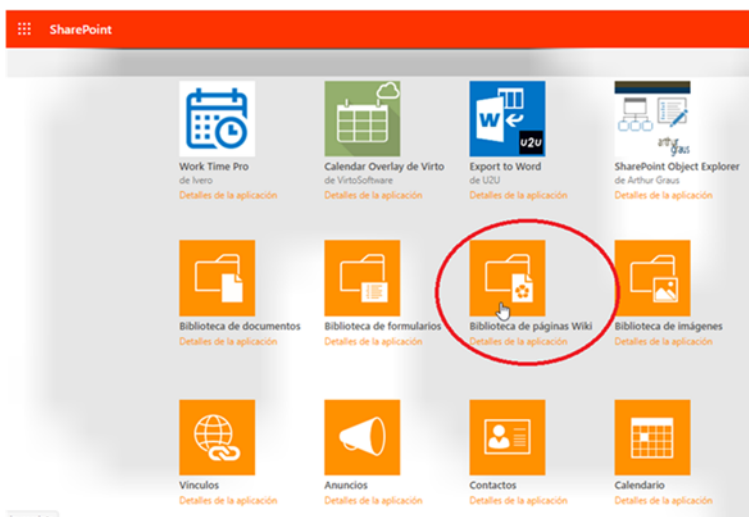 SharePoint
W
U2U
arthur
graus
Work Time Pro
de Ivero
Detalles de la aplicación
Calendar Overlay de Virto
de VirtoSoftware
Detalles de la aplicación
Export to Word
de U2U
Detalles de la aplicación
SharePoint Object Explorer
de Arthur Graus
Detalles de la aplicación
Biblioteca de documentos
Detalles de la aplicación
Biblioteca de formularios
Detalles de la aplicación
Biblioteca de páginas Wiki
Detalles de la aplicación
Biblioteca de imágenes
Detalles de la aplicación
Vínculos
Detalles de la aplicación
Anuncios
Detalles de la aplicación
Contactos
Detalles de la aplicación
Calendario
Detalles de la aplicación